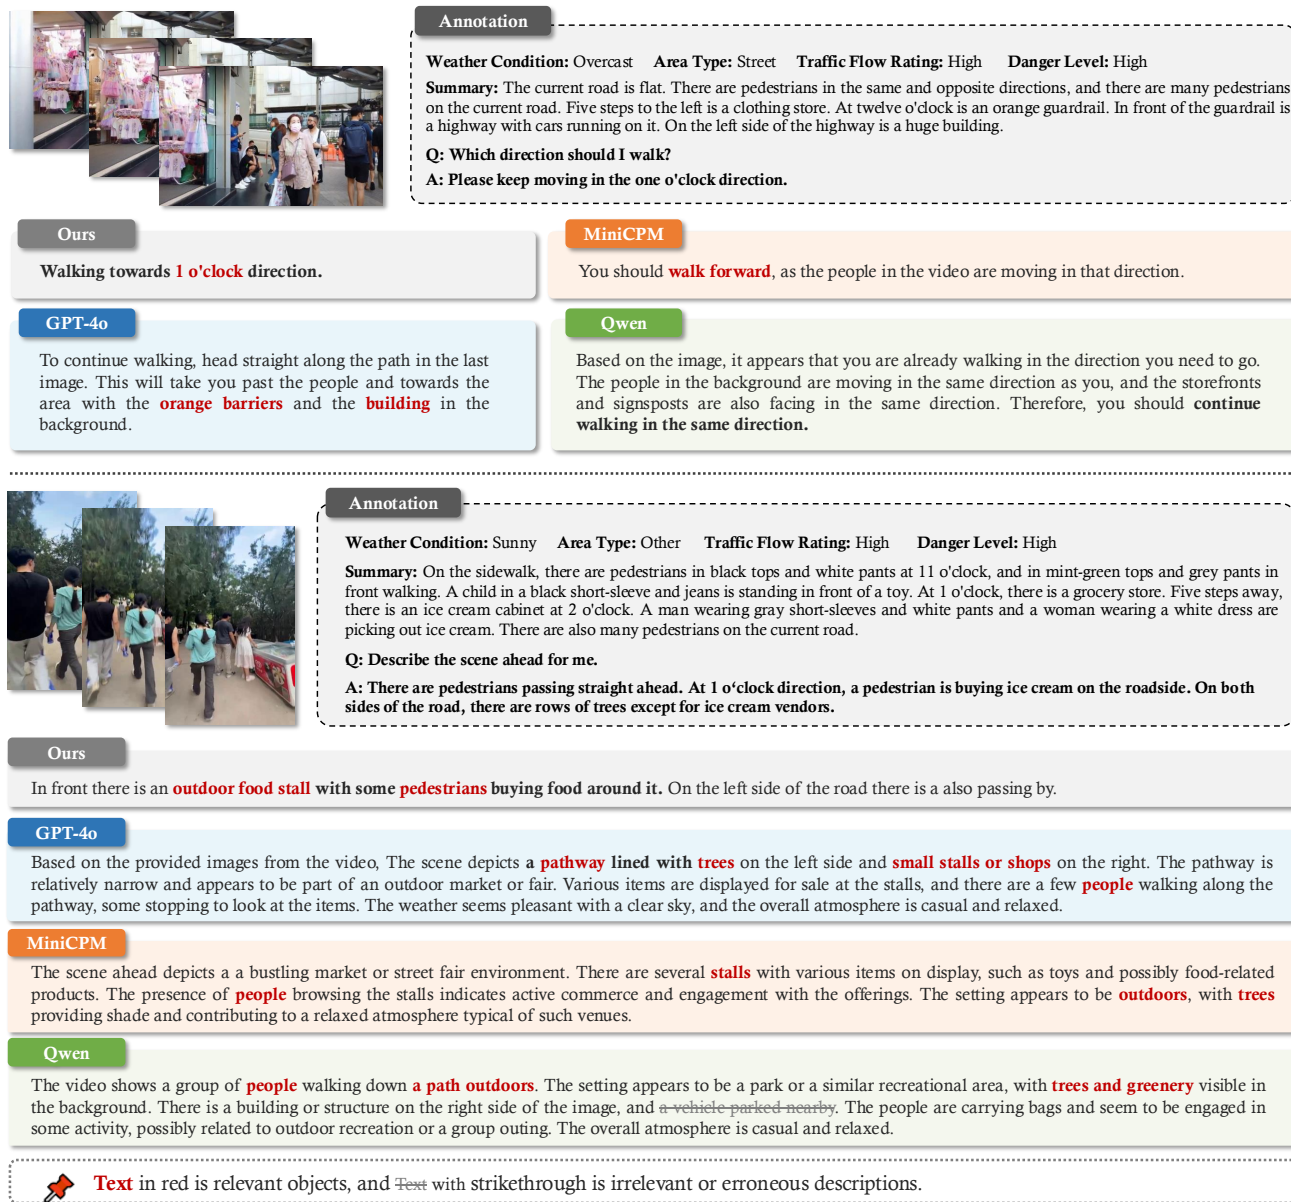 Annotation
Weather Condition: Overcast Area Type: Street Traffic Flow Rating: High Danger Level: High
Summary: The current road is flat. There are pedestrians in the same and opposite directions, and there are many pedestrians
on the current road. Five steps to the left is a clothing store. At twelve o'clock is an orange guardrail. In front of the guardrail is
a highway with cars running on it. On the left side of the highway is a huge building.
Q: Which direction should I walk?
A: Please keep moving in the one o'clock direction.
Ours
Walking towards 1 o'clock direction.
MiniCPM
You should walk forward, as the people in the video are moving in that direction.
GPT-4o
To continue walking, head straight along the path in the last
image. This will take you past the people and towards the
area with the orange barriers and the building in the
background.
Qwen
Based on the image, it appears that you are already walking in the direction you need to go.
The people in the background are moving in the same direction as you, and the storefronts
and signsposts are also facing in the same direction. Therefore, you should continue
walking in the same direction.
Annotation
Weather Condition: Sunny Area Type: Other Traffic Flow Rating: High Danger Level: High
Summary: On the sidewalk, there are pedestrians in black tops and white pants at 11 o'clock, and in mint-green tops and grey pants in
front walking. A child in a black short-sleeve and jeans is standing in front of a toy. At 1 o'clock, there is a grocery store. Five steps away,
there is an ice cream cabinet at 2 o'clock. A man wearing gray short-sleeves and white pants and a woman wearing a white dress are
picking out ice cream. There are also many pedestrians on the current road.
Q: Describe the scene ahead for me.
A: There are pedestrians passing straight ahead. At 1 o‘clock direction, a pedestrian is buying ice cream on the roadside. On both
sides of the road, there are rows of trees except for ice cream vendors.
Ours
In front there is an outdoor food stall with some pedestrians buying food around it. On the left side of the road there is a also passing by.
GPT-4o
Based on the provided images from the video, The scene depicts a pathway lined with trees on the left side and small stalls or shops on the right. The pathway is
relatively narrow and appears to be part of an outdoor market or fair. Various items are displayed for sale at the stalls, and there are a few people walking along the
pathway, some stopping to look at the items. The weather seems pleasant with a clear sky, and the overall atmosphere is casual and relaxed.
MiniCPM
The scene ahead depicts a a bustling market or street fair environment. There are several stalls with various items on display, such as toys and possibly food-related
products. The presence of people browsing the stalls indicates active commerce and engagement with the offerings. The setting appears to be outdoors, with trees
providing shade and contributing to a relaxed atmosphere typical of such venues.
Qwen
The video shows a group of people walking down a path outdoors. The setting appears to be a park or a similar recreational area, with trees and greenery visible in
the background. There is a building or structure on the right side of the image, and a vehicle parked nearby. The people are carrying bags and seem to be engaged in
some activity, possibly related to outdoor recreation or a group outing. The overall atmosphere is casual and relaxed.
Text in red is relevant objects, and Text with strikethrough is irrelevant or erroneous descriptions.